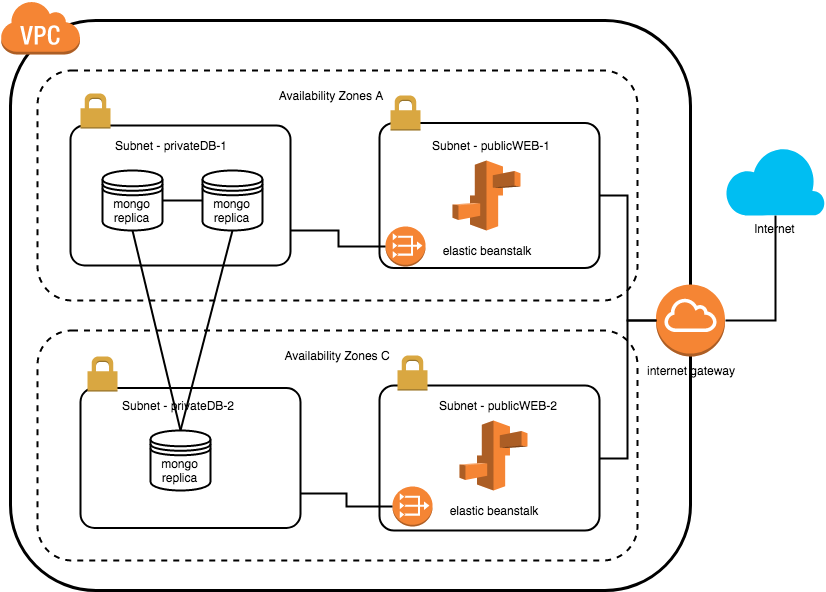 VPC
Availability Zones A
Subnet - privateDB-1
Subnet - publicWEB-1
mongo
replica
mongo
replica
elastic beanstalk
Internet
Availability Zones C
internet gateway
Subnet - privateDB-2
Subnet - publicWEB-2
mongo
replica
elastic beanstalk